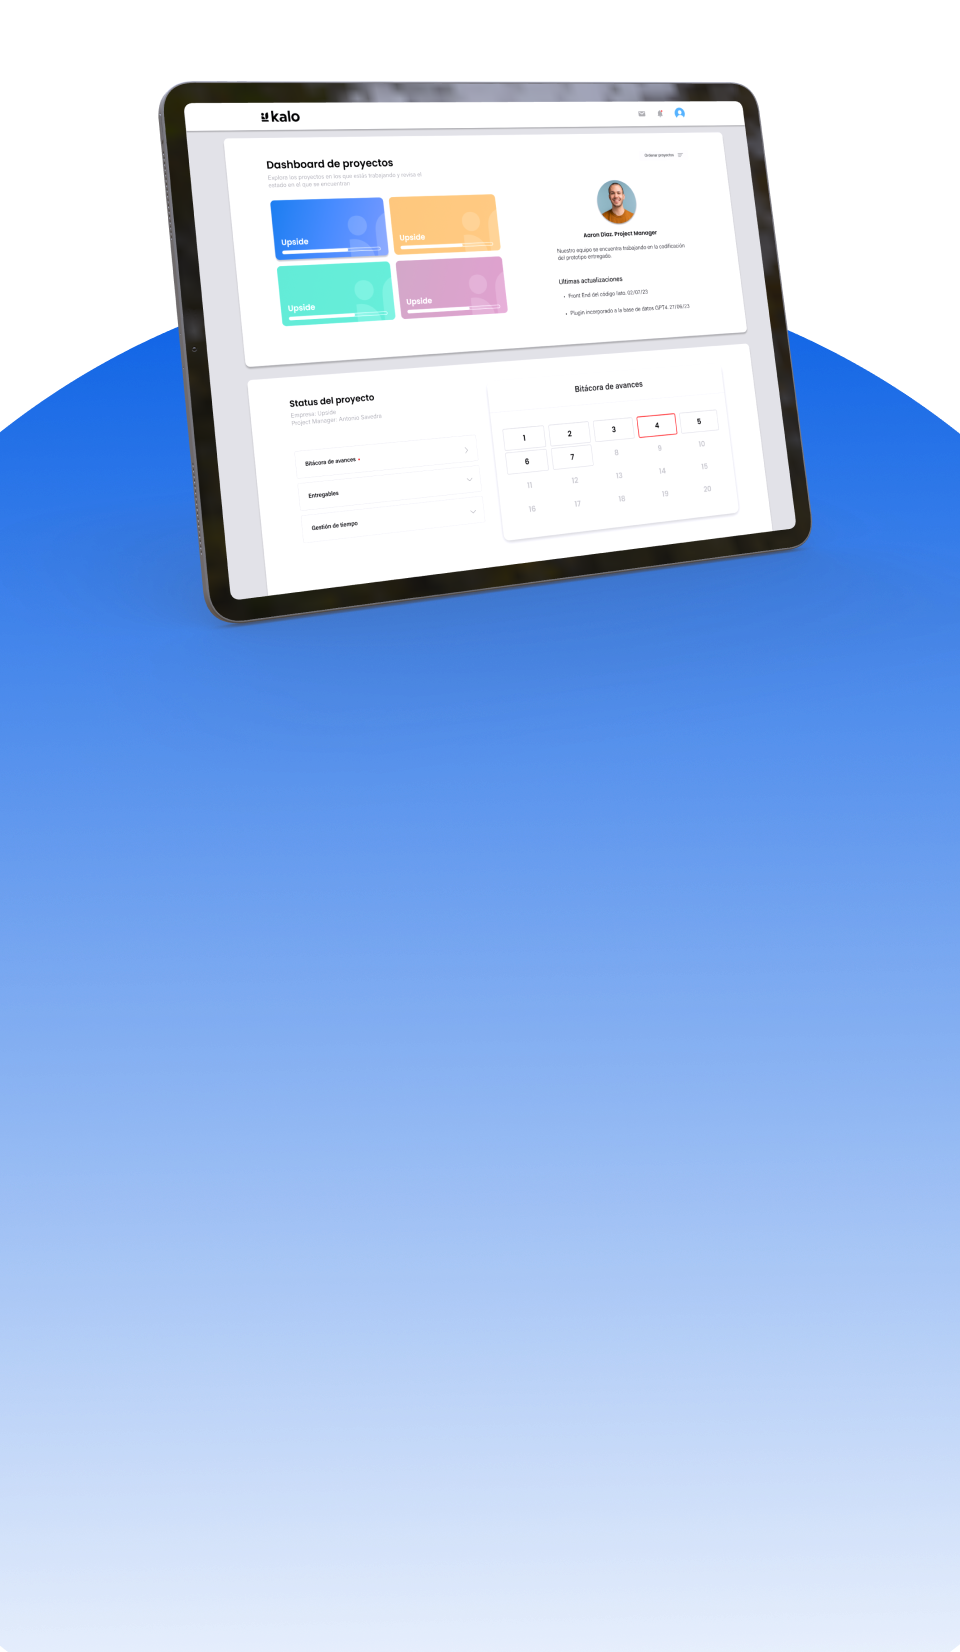 kalo
Dashboard de proyectos
Explora los proyectos en los que estás trabajando y revisa el
estado en el que se encuentran
Ordenar proyectos
Upside
Upside
Upside
Upside
Aaron Díaz. Project Manager
Nuestro equipo se encuentra trabajando en la codificación
del prototipo entregado.
Ultimas actualizaciones
• Front End del código listo. 02/07/23
• Plugin incorporado a la base de datos GPT4. 27/06/23
Status del proyecto
Empresa: Upside
Project Manager: Antonio Savedra
Bitácora de avances •
Entregables
Gestión de tiempo
Bitácora de avances
1 2 3 4 5
6 7 8 9 10
11 12 13 14 15
16 17 18 19 20